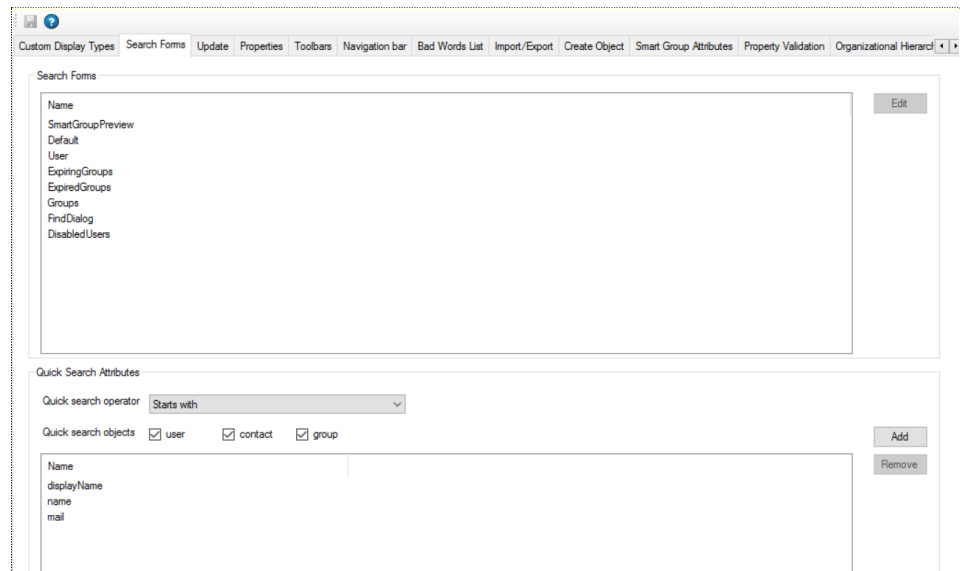 Custom Display Types Search Forms Update Properties Toolbars Navigation bar Bad Words List Import/Export Create Object Smart Group Attributes Property Validation Organizational Hierarch
Search Forms
Name
Edit
SmartGroupPreview
Default
User
ExpiringGroups
ExpiredGroups
Groups
FindDialog
DisabledUsers
Quick Search Attributes
Quick search operator Starts with
Quick search objects user contact group
Add
Name
Remove
displayName
name
mail